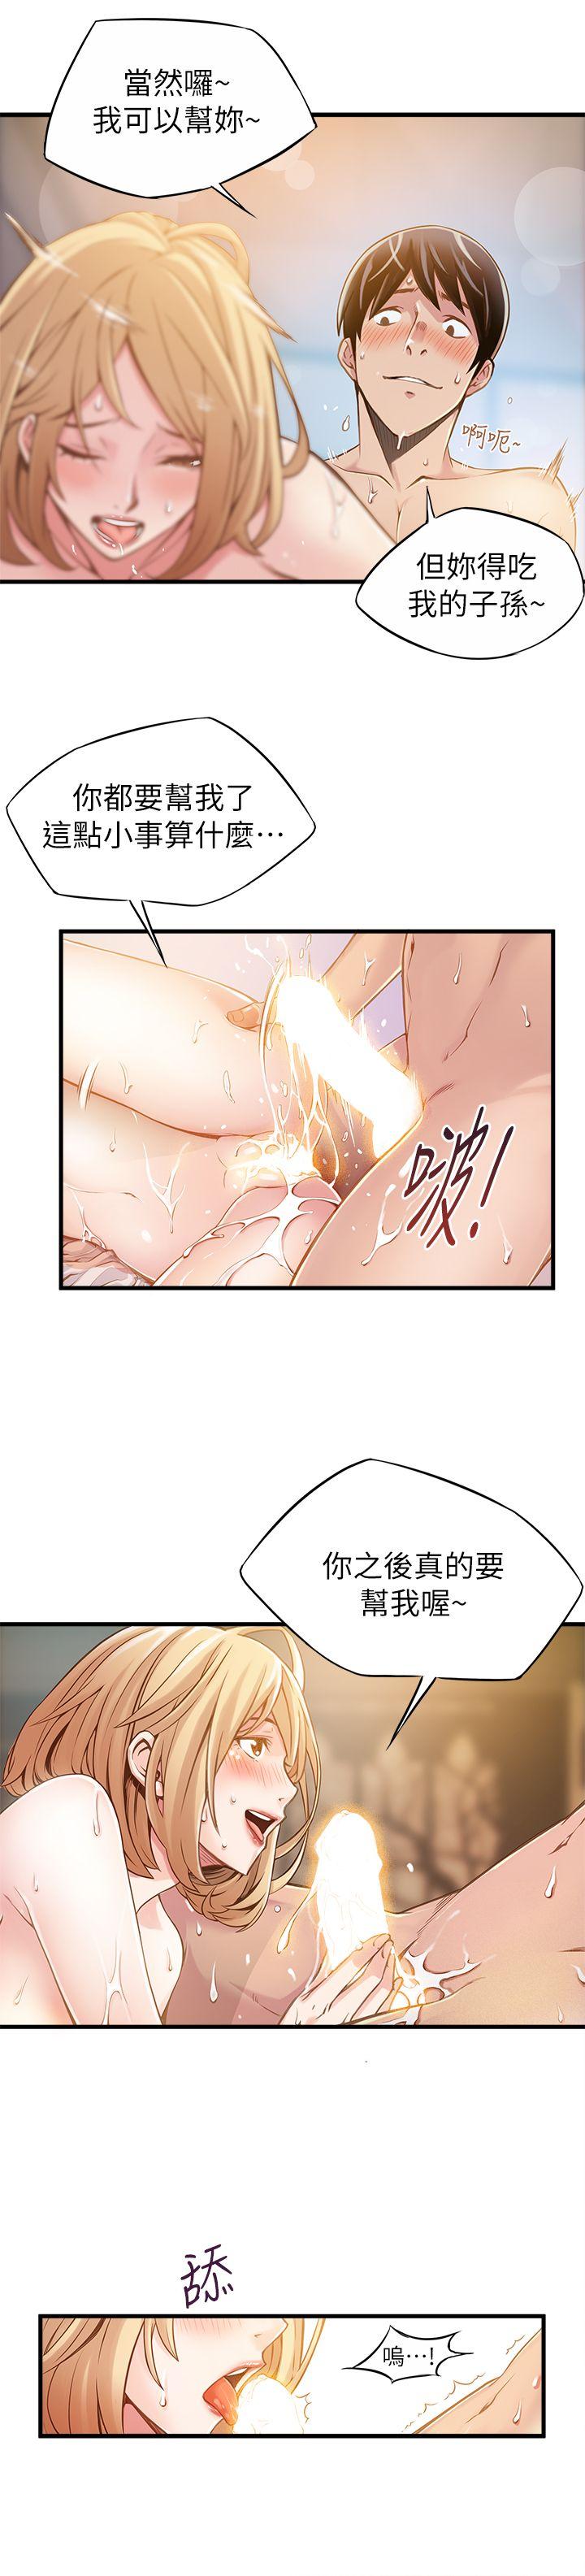 當然囉~
我可以幫妳~
啊呃~
但妳得吃
我的子孫~
你都要幫我了
這點小事算什麼…
啵!
你之後真的要
幫我喔~
舔
嗚…!